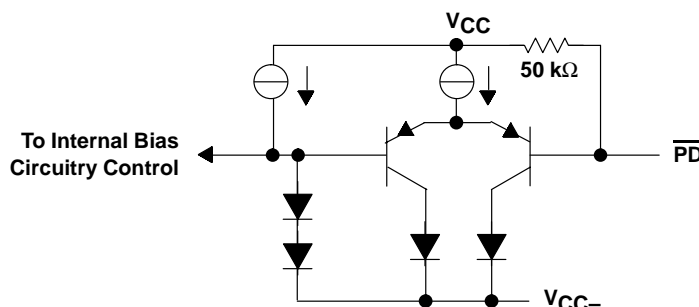 VCC
50 kΩ
To Internal Bias
Circuitry Control
PD
VCC–